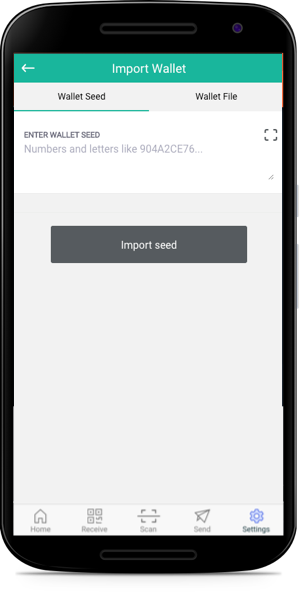 Import Wallet
Wallet Seed Wallet File
ENTER WALLET SEED
Numbers and letters like 904A2CE76...
Import seed
Home Receive Scan Send Settings